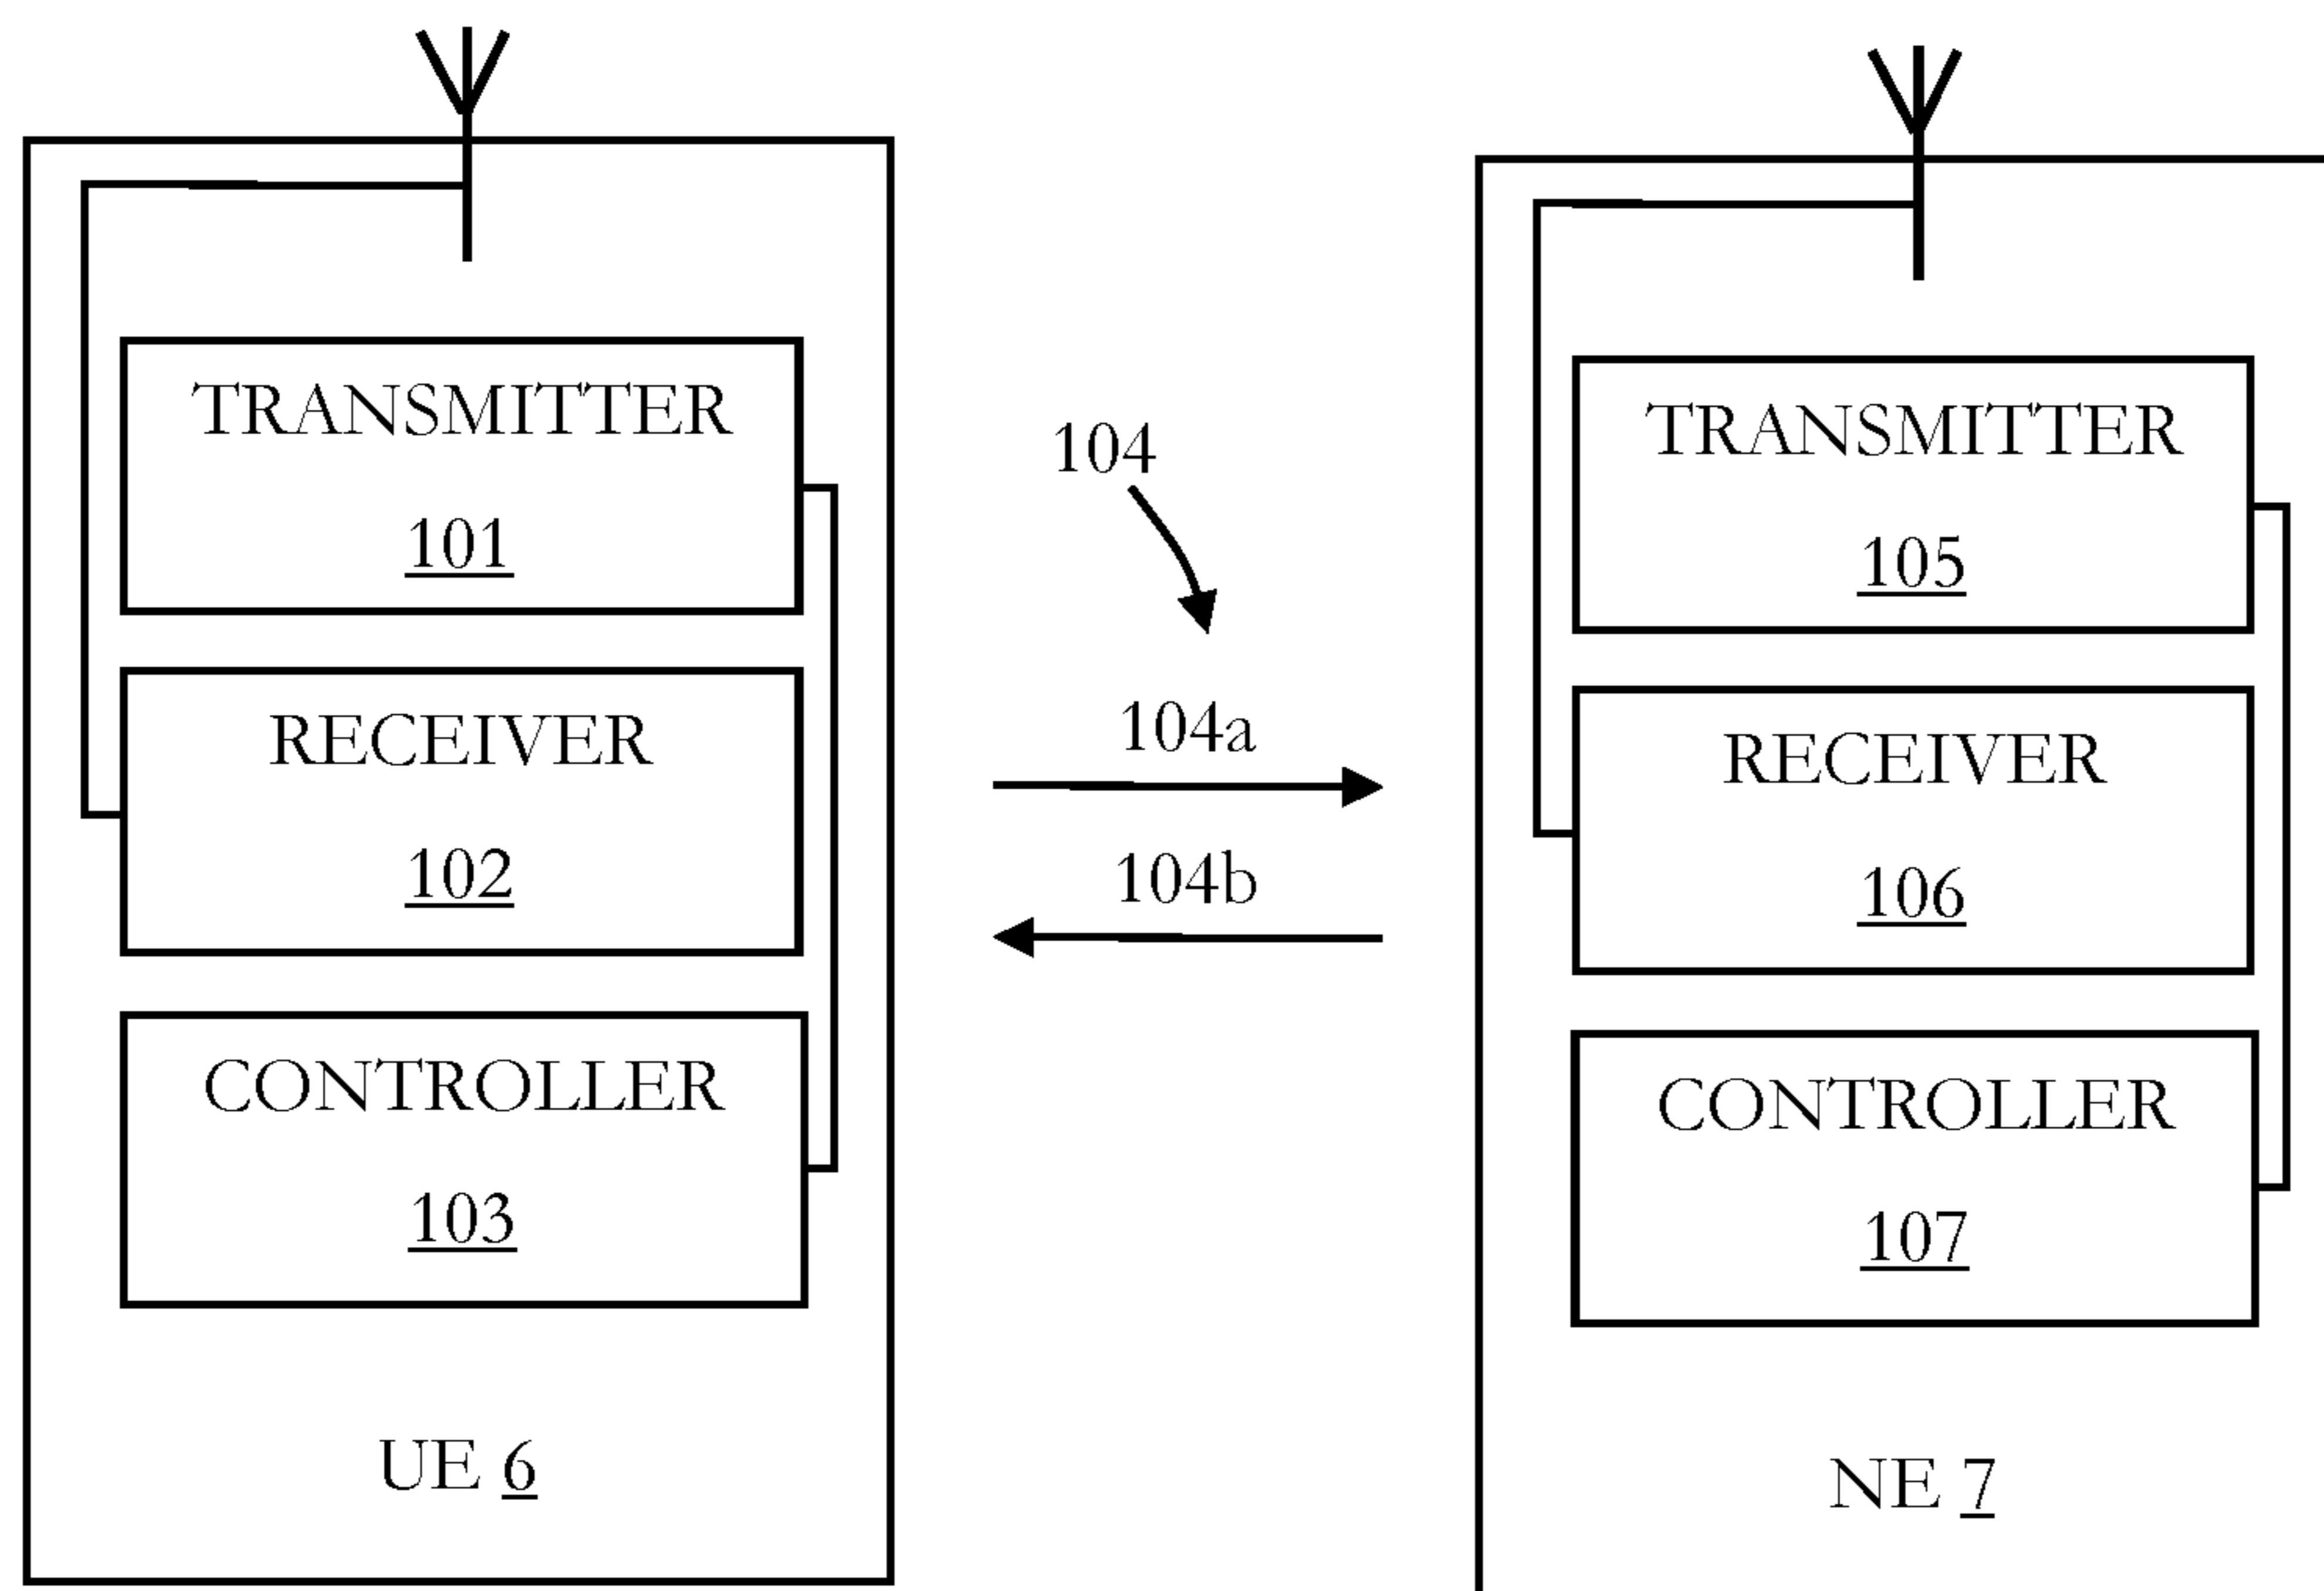 TRANSMITTER
101
RECEIVER
102
CONTROLLER
103
UE 6
104
104a
104b
TRANSMITTER
105
RECEIVER
106
CONTROLLER
107
NE 7